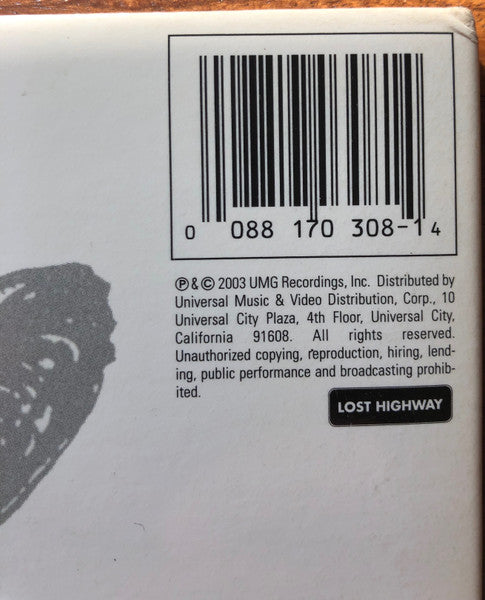 0 088 170 308-1 4
℗ & © 2003 UMG Recordings, Inc. Distributed by
Universal Music & Video Distribution, Corp., 10
Universal City Plaza, 4th Floor, Universal City,
California 91608. All rights reserved.
Unauthorized copying, reproduction, hiring, lend-
ing, public performance and broadcasting prohib-
ited.
LOST HIGHWAY